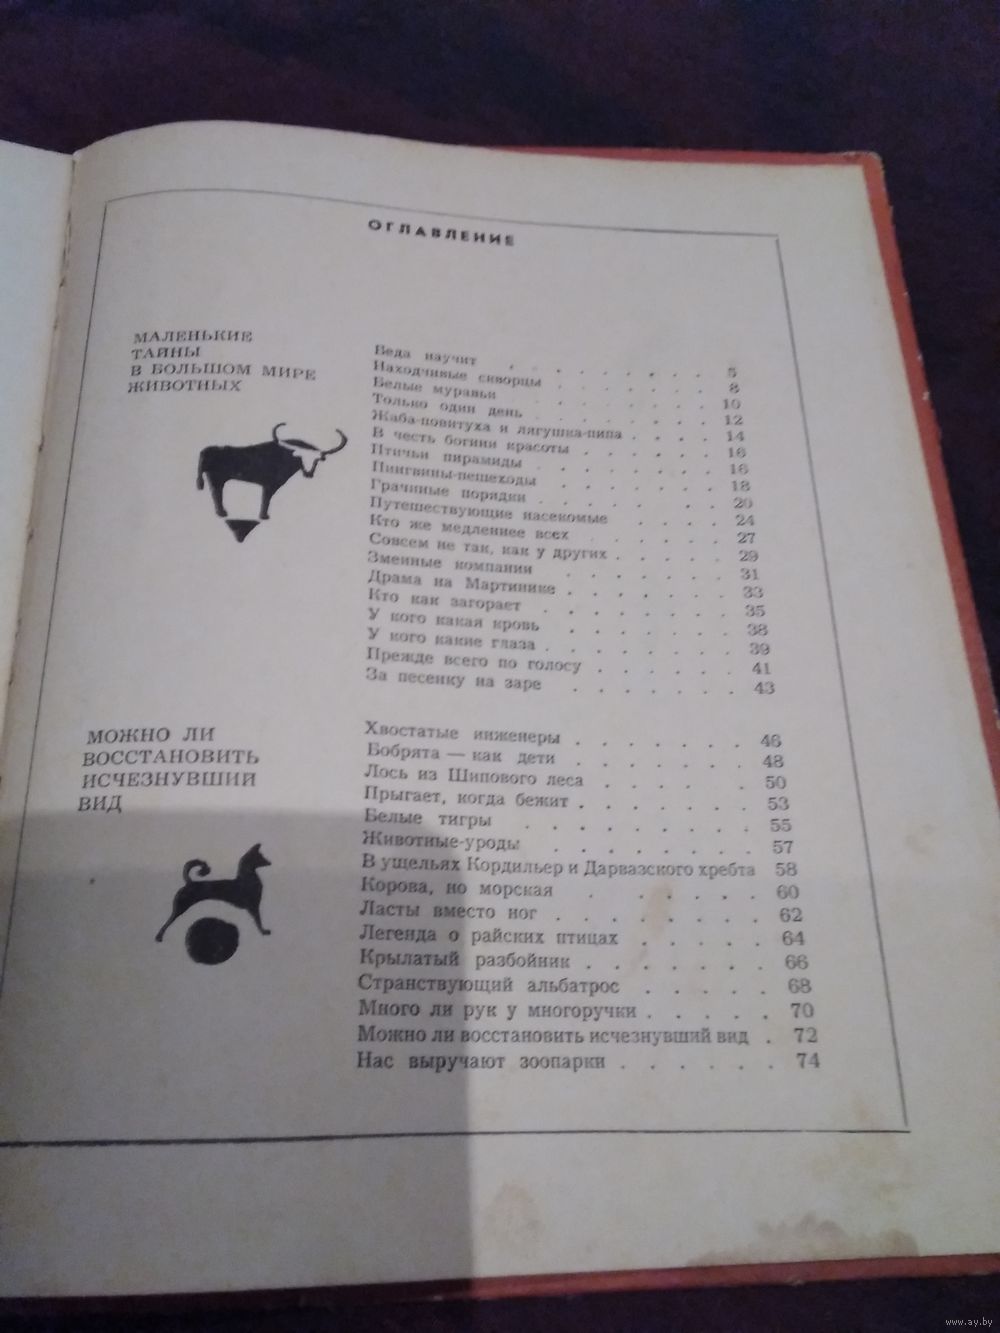 ОГЛАВЛЕНИЕ
МАЛЕНЬКИЕ
ТАЙНЫ
В БОЛЬШОМ МИРЕ
ЖИВОТНЫХ
Беда научит . . . . . . . . . 5
Находчивые скворцы . . . . . . . 8
Белые муравьи . . . . . . . . 10
Только один день . . . . . . . . 12
Жаба-повитуха и лягушка-пипа . . . . 14
В честь богини красоты . . . . . . 16
Птичьи пирамиды . . . . . . . 16
Пингвины-пешеходы . . . . . . . 18
Грачиные порядки . . . . . . . 20
Путешествующие насекомые . . . . 24
Кто же медленнее всех . . . . . . 27
Совсем не так, как у других . . . . . 29
Змеиные компании . . . . . . . 31
Драма на Мартинике . . . . . . . 33
Кто как загорает . . . . . . . . 35
У кого какая кровь . . . . . . . 38
У кого какие глаза . . . . . . . . 39
Прежде всего по голосу . . . . . . 41
За песенку на заре . . . . . . . 43
МОЖНО ЛИ
ВОССТАНОВИТЬ
ИСЧЕЗНУВШИЙ
ВИД
Хвостатые инженеры . . . . . . . 46
Бобрята — как дети . . . . . . . 48
Лось из Шипового леса . . . . . 50
Прыгает, когда бежит . . . . . . . 53
Белые тигры . . . . . . . . . 55
Животные-уроды . . . . . . . 57
В ущельях Кордильер и Дарвазского хребта 58
Корова, но морская . . . . . . 60
Ласты вместо ног . . . . . . . . 62
Легенда о райских птицах . . . . . 64
Крылатый разбойник . . . . . . . 66
Странствующий альбатрос . . . . . 68
Много ли рук у многоручки . . . . . 70
Можно ли восстановить исчезнувший вид . 72
Нас выручают зоопарки . . . . . . 74
www.ay.by